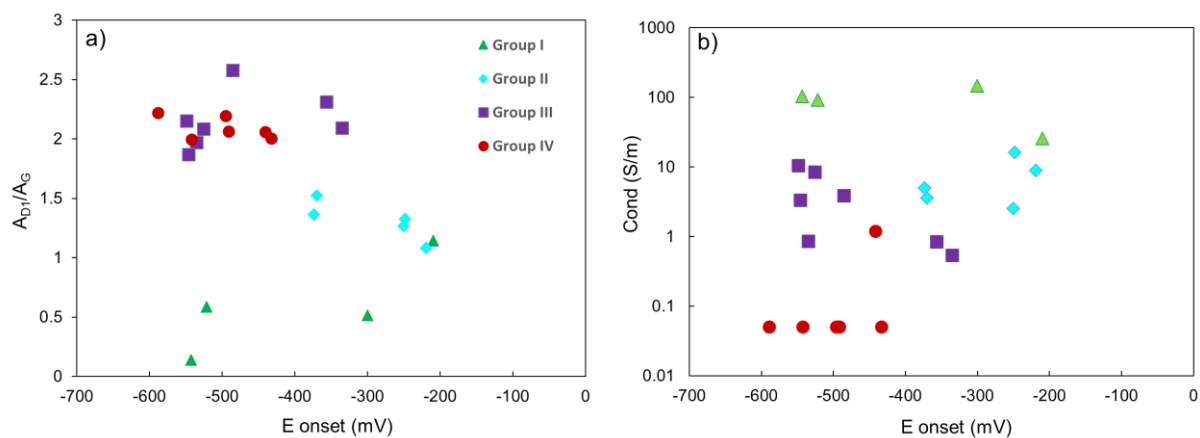 a)
3
2.5
2
1.5
1
0.5
0
A_D1/A_G
-700 -600 -500 -400 -300 -200 -100 0
E onset (mV)
Group I
Group II
Group III
Group IV
b)
1000
100
10
1
0.1
0.01
Cond (S/m)
-700 -600 -500 -400 -300 -200 -100 0
E onset (mV)